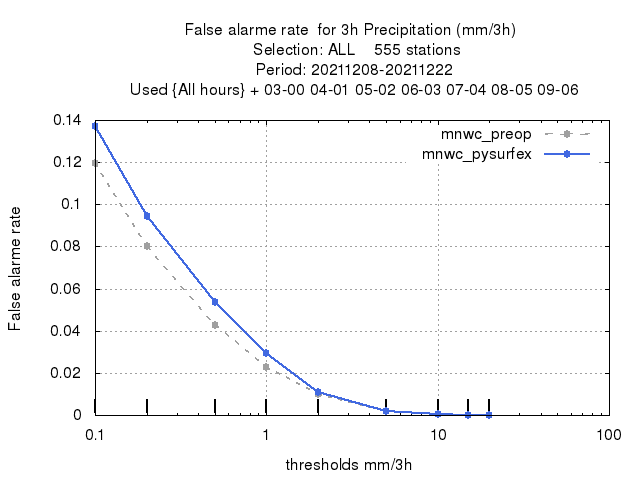 False alarme rate  for 3h Precipitation (mm/3h)
Selection: ALL    555 stations
Period: 20211208-20211222
Used {All hours} + 03-00 04-01 05-02 06-03 07-04 08-05 09-06
mnwc_preop
mnwc_pysurfex
0.14
0.12
0.1
0.08
0.06
0.04
0.02
0
False alarme rate
0.1 1 10 100
thresholds mm/3h